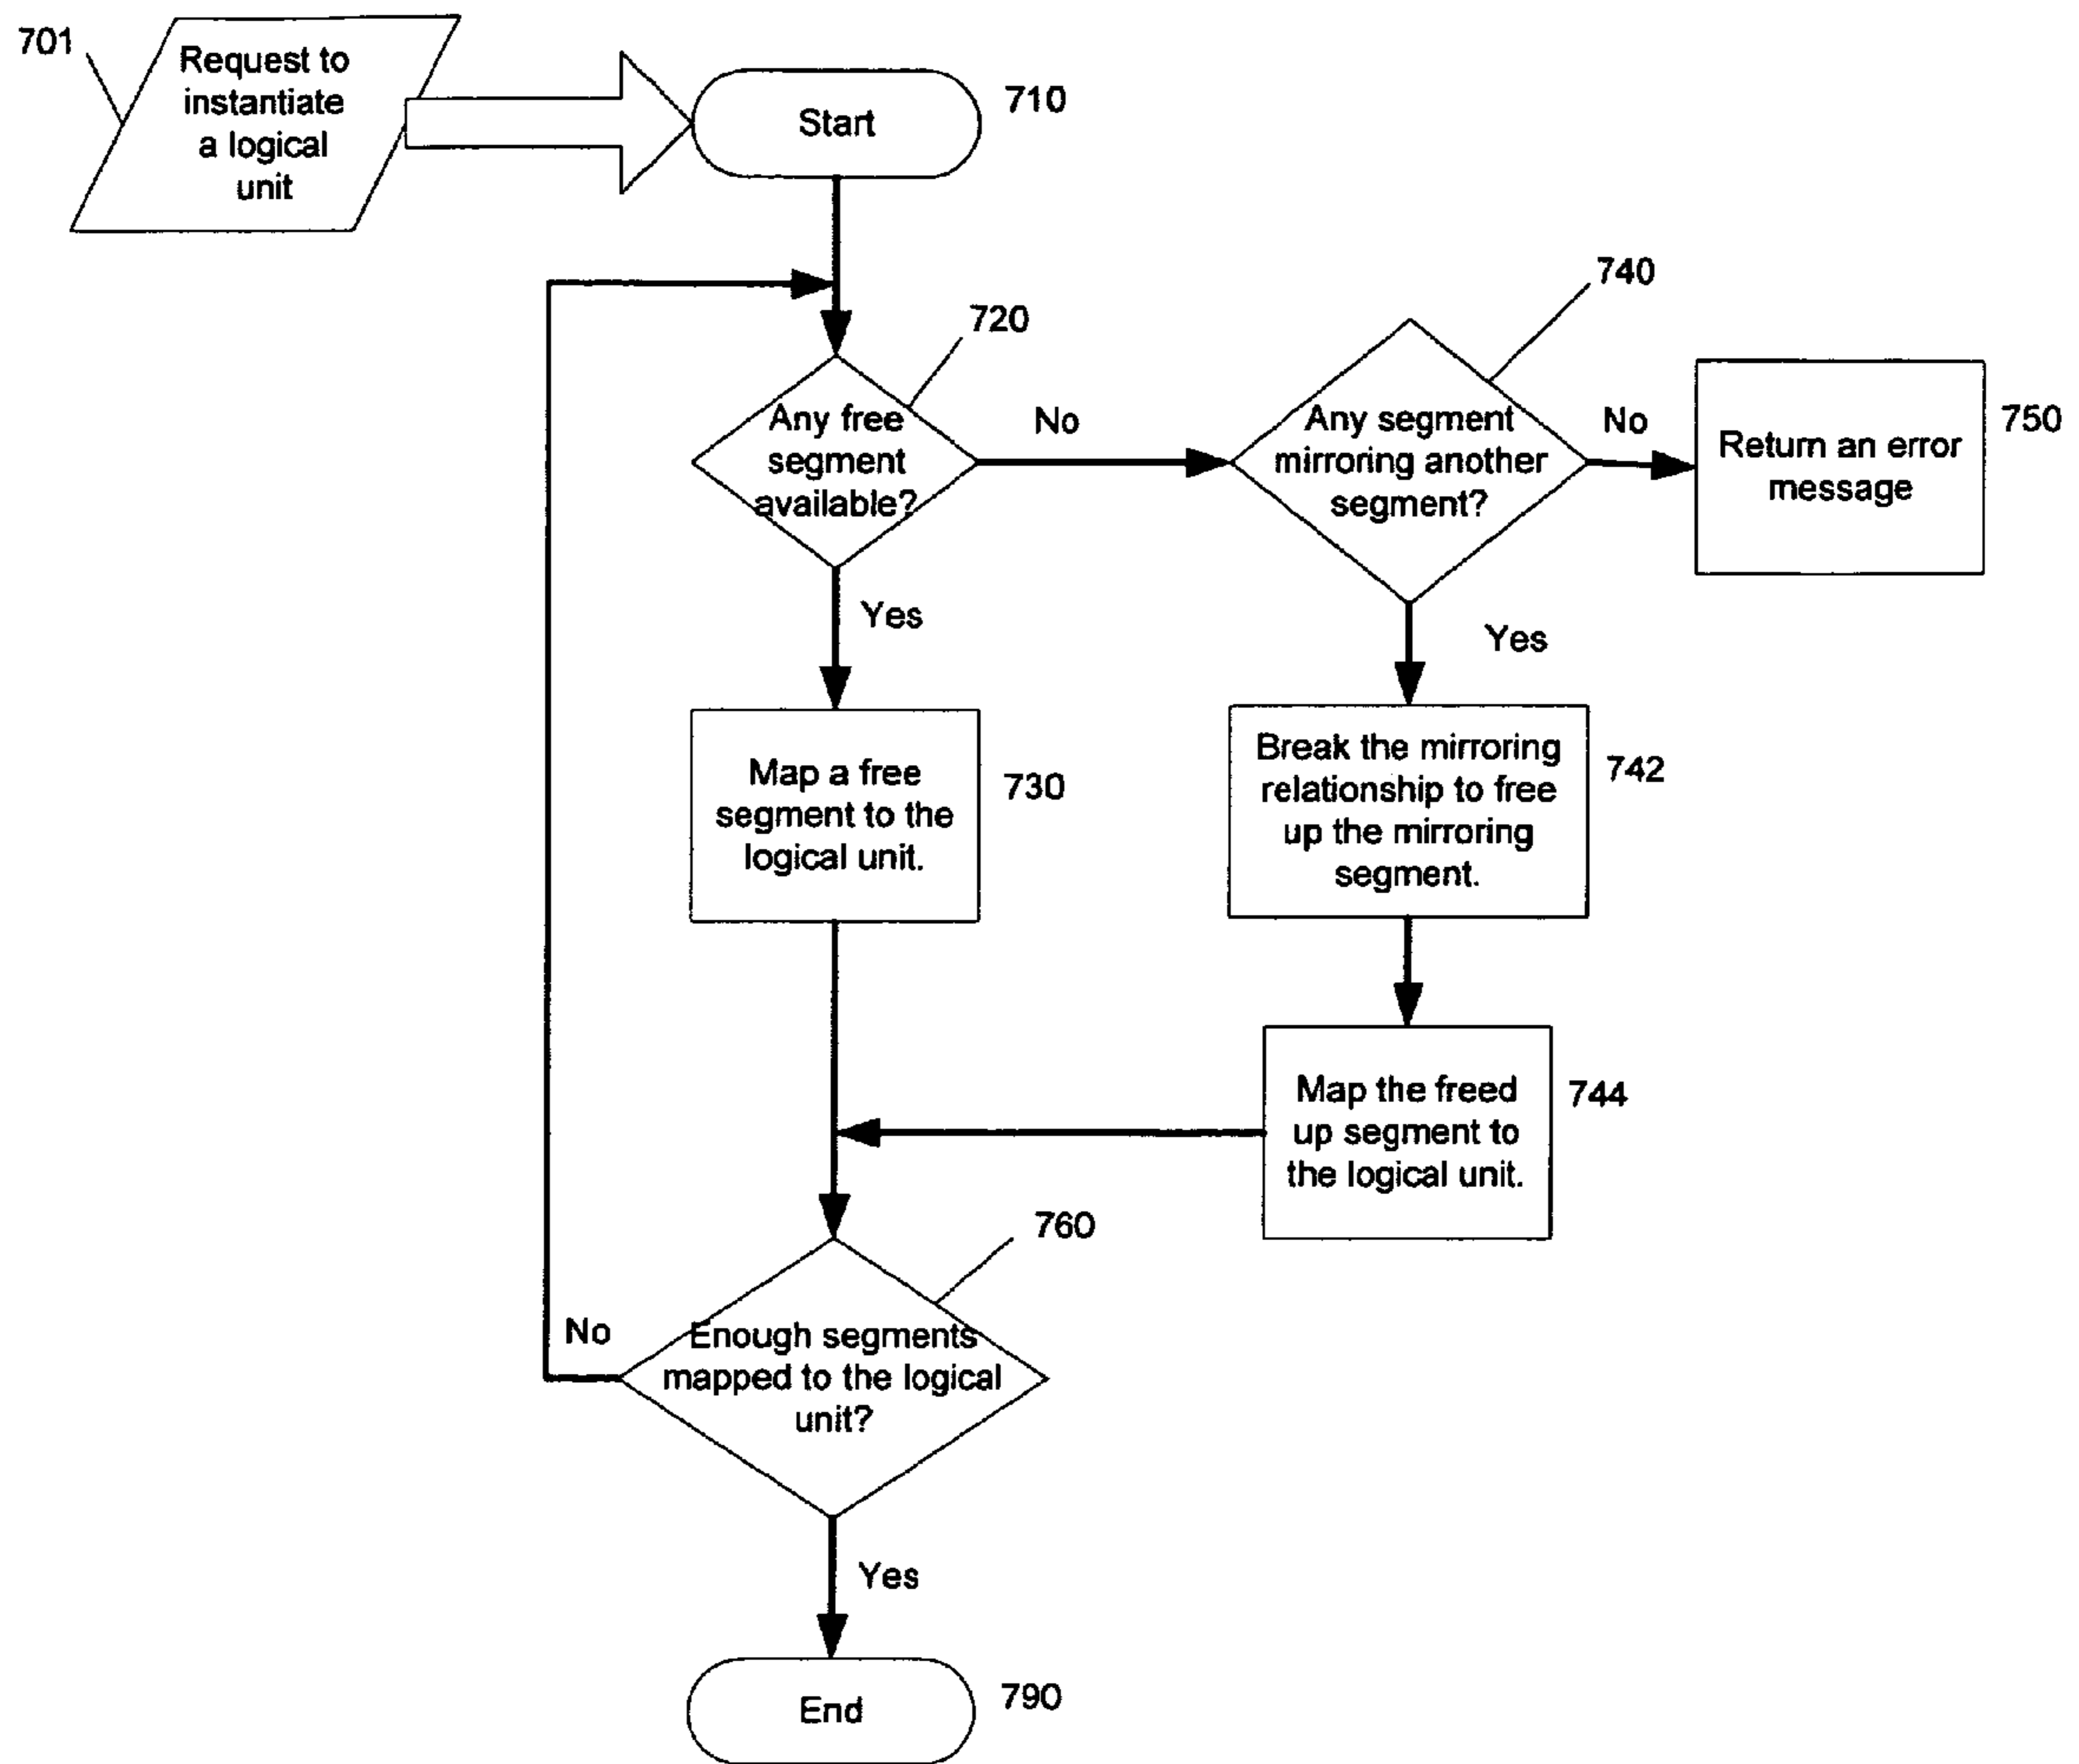 701
Request to
instantiate
a logical
unit
Start
710
720
740
Any free
segment
available?
No
Any segment
mirroring another
segment?
No
Return an error
message
750
Yes
Yes
Map a free
segment to the
logical unit.
730
Break the mirroring
relationship to free
up the mirroring
segment.
742
Map the freed
up segment to
the logical unit.
744
760
No
Enough segments
mapped to the logical
unit?
Yes
End
790